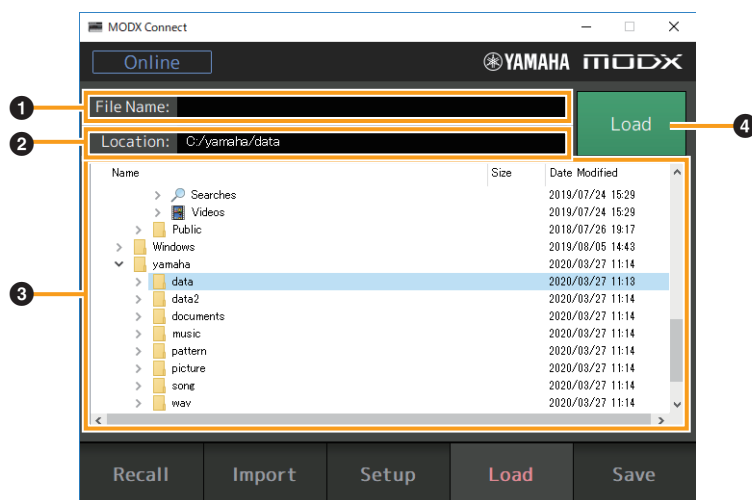 MODX Connect
Online
YAMAHA MODX
❶ File Name:
Load ❹
❷ Location: C:/yamaha/data
❸
Name Size Date Modified
Searches 2019/07/24 15:29
Videos 2019/07/24 15:29
Public 2018/07/26 19:17
Windows 2019/08/05 14:43
yamaha 2020/03/27 11:14
data 2020/03/27 11:13
data2 2020/03/27 11:14
documents 2020/03/27 11:14
music 2020/03/27 11:14
pattern 2020/03/27 11:14
picture 2020/03/27 11:14
song 2020/03/27 11:14
wav 2020/03/27 11:14
Recall Import Setup Load Save